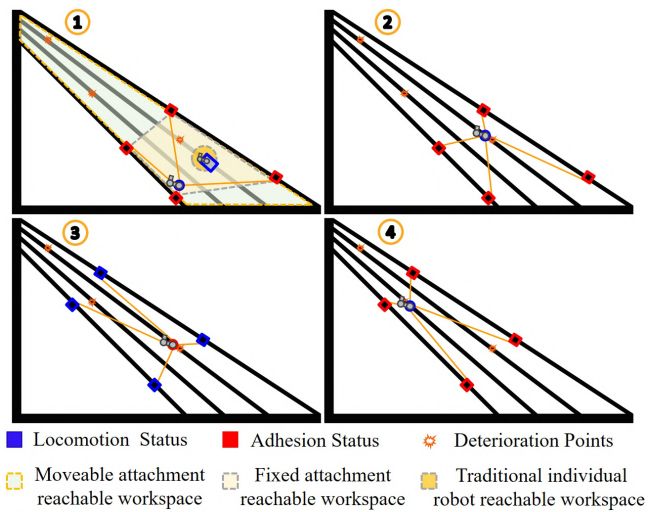 1
2
3
4
Locomotion Status
Adhesion Status
Deterioration Points
Moveable attachment
reachable workspace
Fixed attachment
reachable workspace
Traditional individual
robot reachable workspace